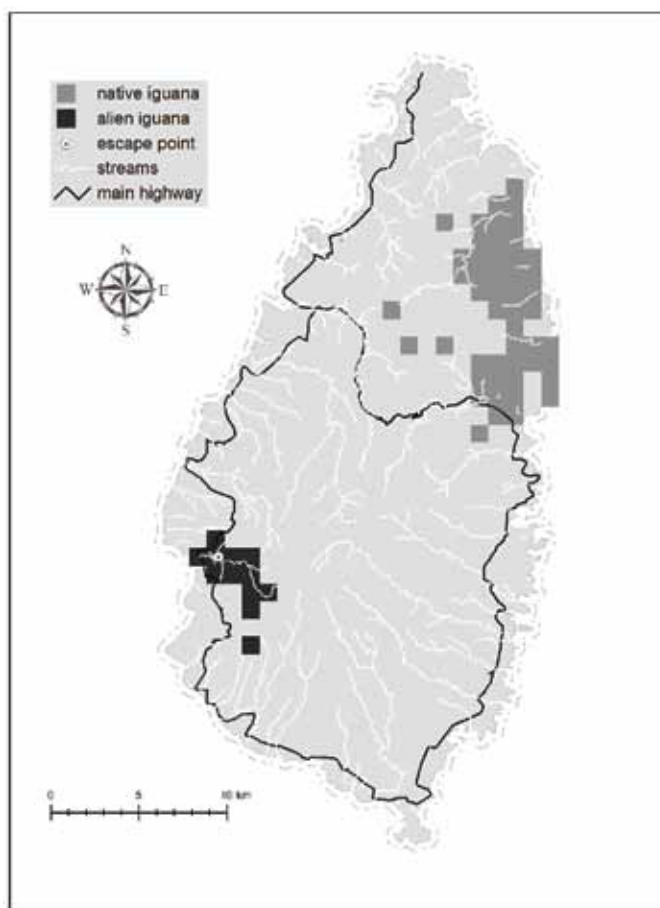 native iguana
alien iguana
escape point
streams
main highway
N
W E
S
0 5 10 km